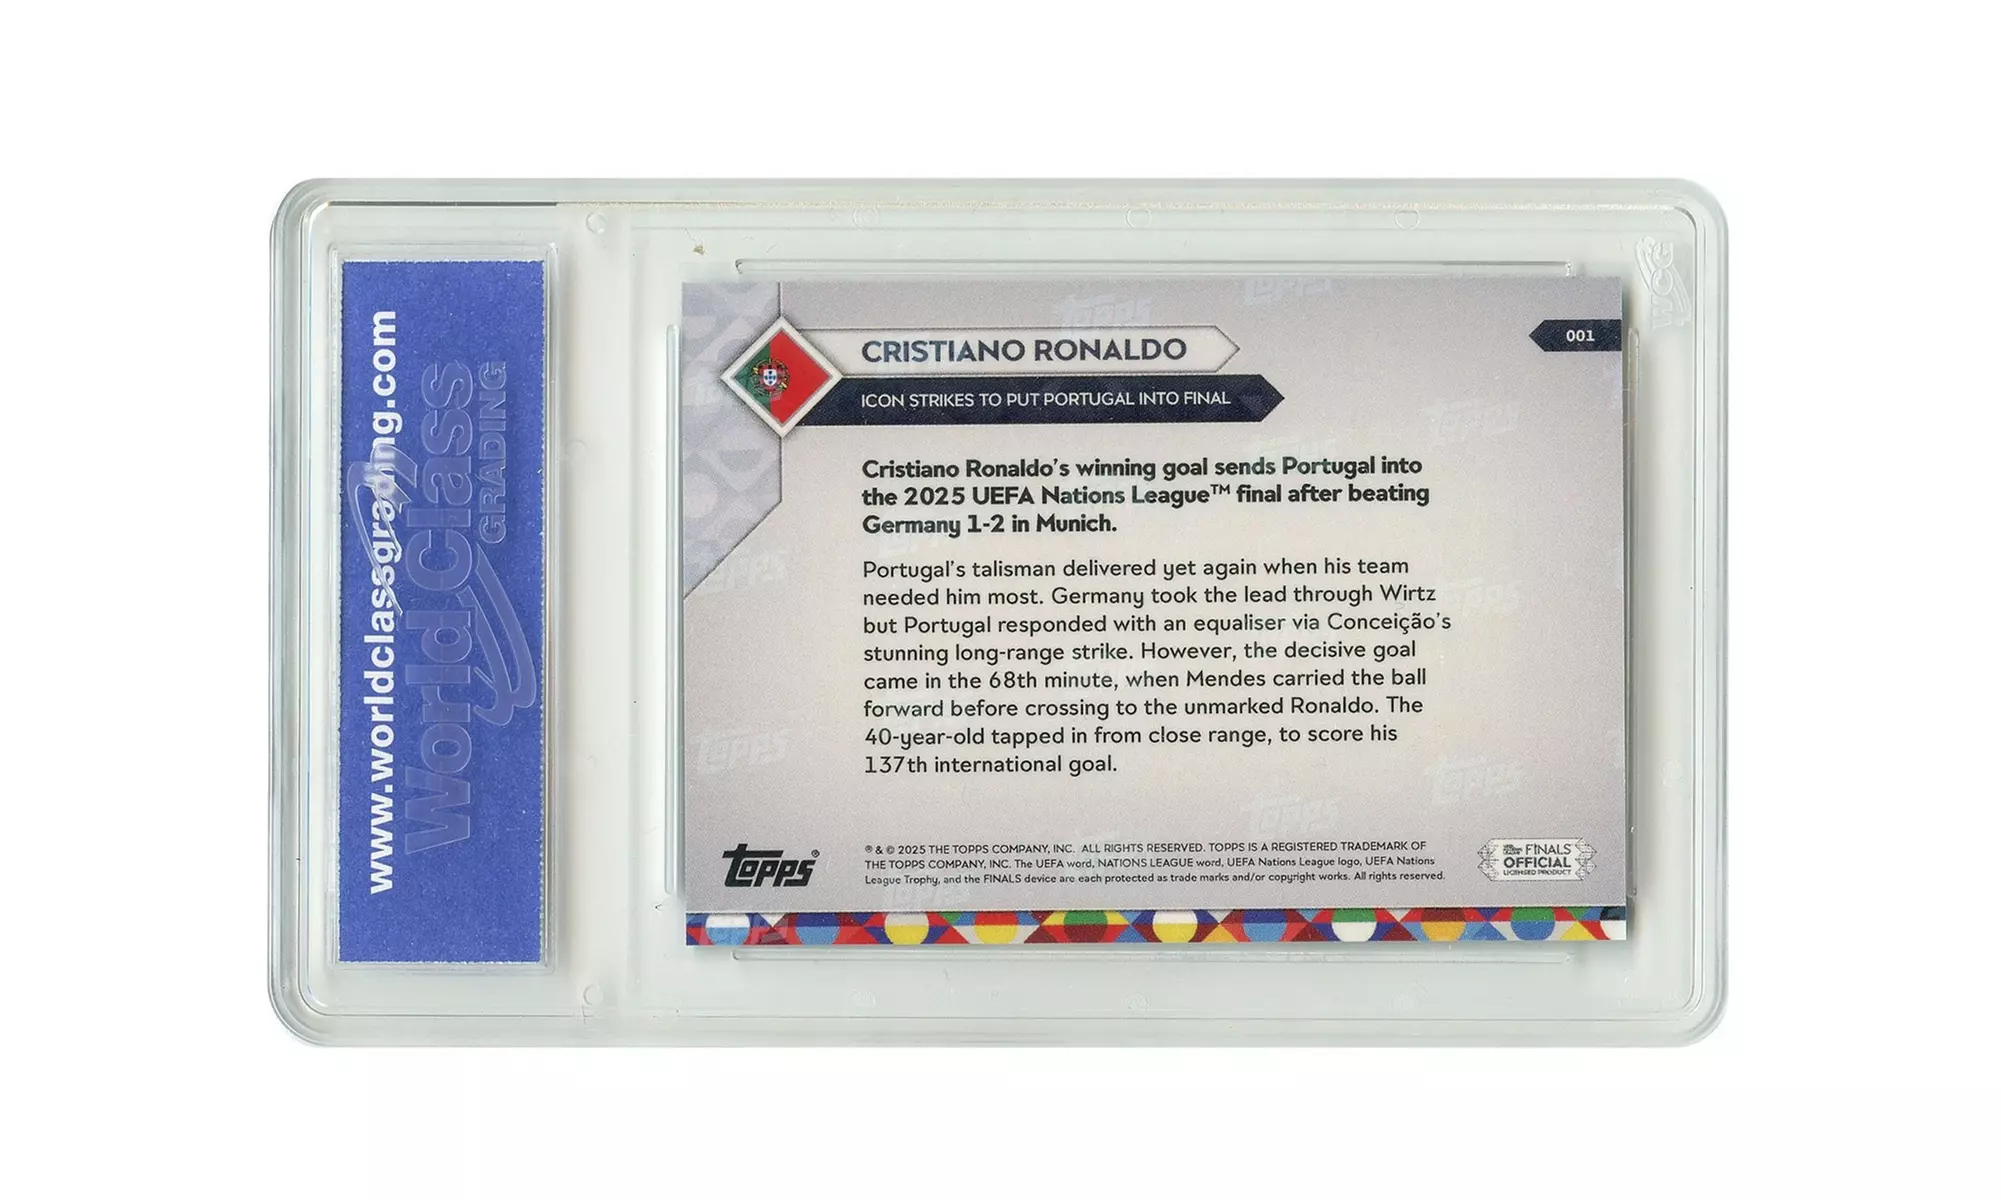 www.worldclassgrading.com
World Class
GRADING
WCG
001
CRISTIANO RONALDO
ICON STRIKES TO PUT PORTUGAL INTO FINAL
Cristiano Ronaldo's winning goal sends Portugal into
the 2025 UEFA Nations League™ final after beating
Germany 1-2 in Munich.
Portugal's talisman delivered yet again when his team
needed him most. Germany took the lead through Wirtz
but Portugal responded with an equaliser via Conceição's
stunning long-range strike. However, the decisive goal
came in the 68th minute, when Mendes carried the ball
forward before crossing to the unmarked Ronaldo. The
40-year-old tapped in from close range, to score his
137th international goal.
Topps®
® & © 2025 THE TOPPS COMPANY, INC. ALL RIGHTS RESERVED. TOPPS IS A REGISTERED TRADEMARK OF
THE TOPPS COMPANY, INC. The UEFA word, NATIONS LEAGUE word, UEFA Nations League logo, UEFA Nations
League Trophy, and the FINALS device are each protected as trade marks and/or copyright works. All rights reserved.
FINALS
OFFICIAL
LICENSED PRODUCT